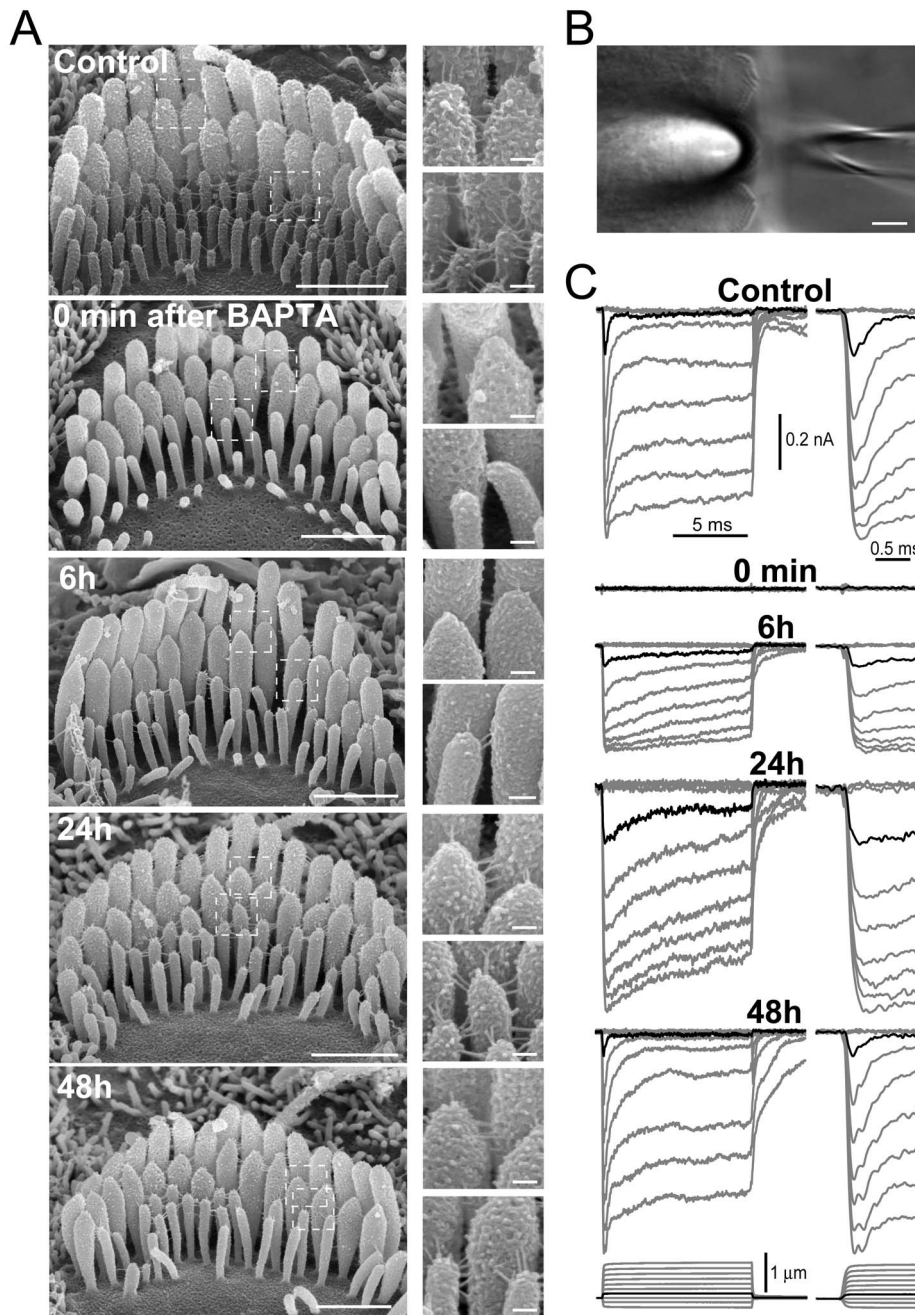 A
Control
0 min after BAPTA
6h
24h
48h
B
C
Control
0.2 nA
5 ms
0.5 ms
0 min
6h
24h
48h
1 μm